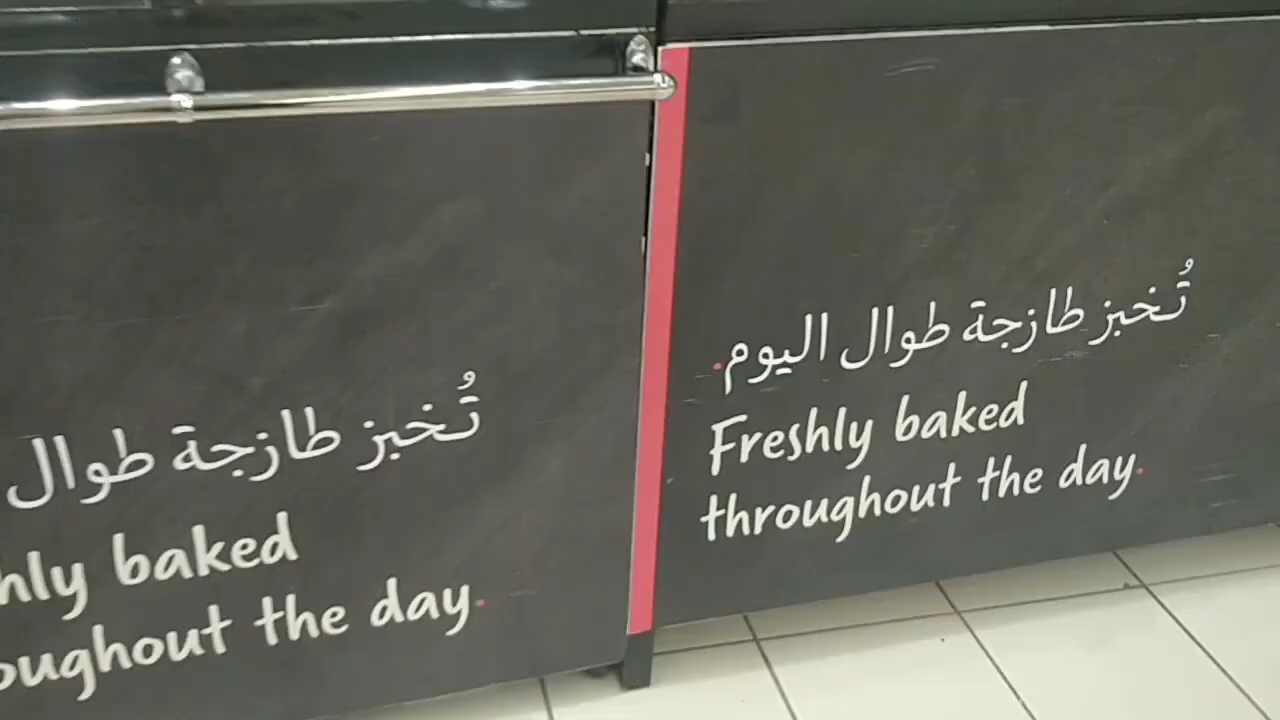 تُخبز طازجة طوال
hly baked
oughout the day.
تُخبز طازجة طوال اليوم.
Freshly baked
throughout the day.